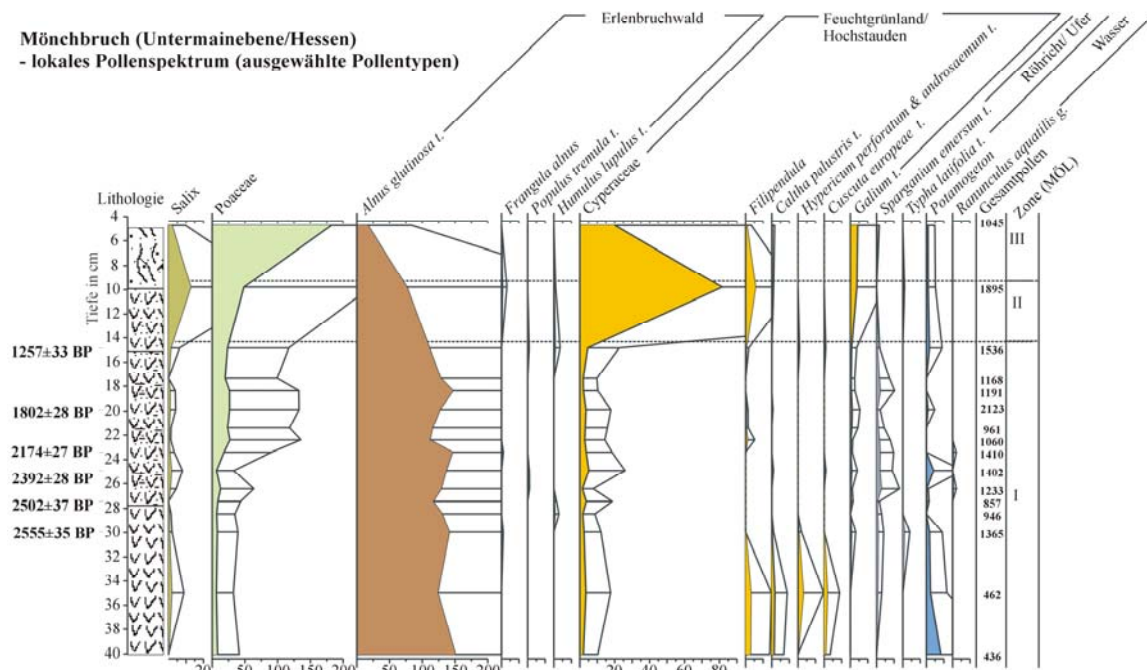 Mönchbruch (Untermainebene/Hessen)
- lokales Pollenspektrum (ausgewählte Pollentypen)
Erlenbruchwald
Feuchtgrünland/
Hochstauden
Röhricht/ Ufer
Wasser
Lithologie
Salix
Poaceae
Alnus glutinosa t.
Frangula alnus
Populus tremula t.
Humulus lupulus t.
Cyperaceae
Filipendula
Caltha palustris t.
Hypericum perforatum & androsaemum t.
Cuscuta europeae t.
Galium t.
Sparganium emersum t.
Typha latifolia t.
Potamogeton
Ranunculus aquatilis g.
Gesamtpollen
Zone (MÖL)
Tiefe in cm
4
6
8
10
12
14
16
18
20
22
24
26
28
30
32
34
36
38
40
1257±33 BP
1802±28 BP
2174±27 BP
2392±28 BP
2502±37 BP
2555±35 BP
1045
1895
1536
1168
1191
2123
961
1060
1410
1402
1233
857
946
1365
462
436
III
II
I
20
50 100 150 200
50 100 150 200
20 40 60 80